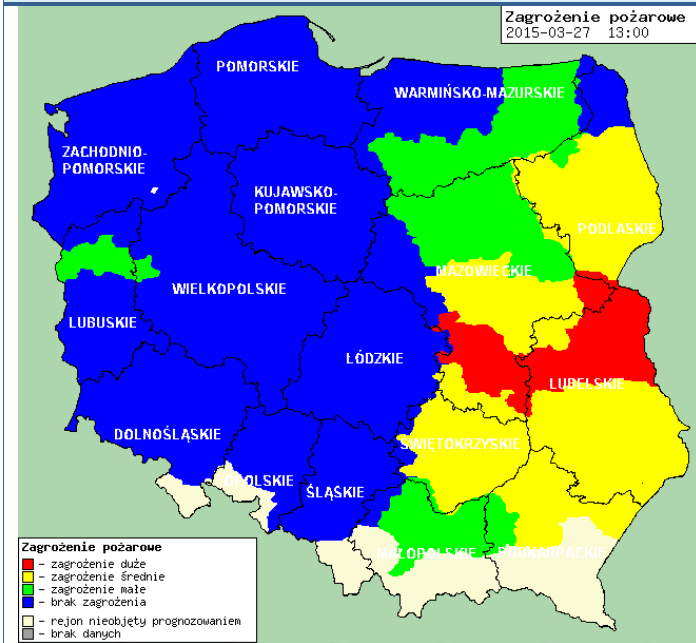 Zagrożenie pożarowe
2015-03-27 13:00
POMORSKIE
WARMIŃSKO-MAZURSKIE
ZACHODNIO-
POMORSKIE
KUJAWSKO-
POMORSKIE
PODLASKIE
MAZOWIECKIE
WIELKOPOLSKIE
LUBUSKIE
ŁÓDZKIE
LUBELSKIE
DOLNOŚLĄSKIE
ŚWIĘTOKRZYSKIE
OPOLSKIE
ŚLĄSKIE
MAŁOPOLSKIE
PODKARPACKIE
Zagrożenie pożarowe
- zagrożenie duże
- zagrożenie średnie
- zagrożenie małe
- brak zagrożenia
- rejon nieobjęty prognozowaniem
- brak danych